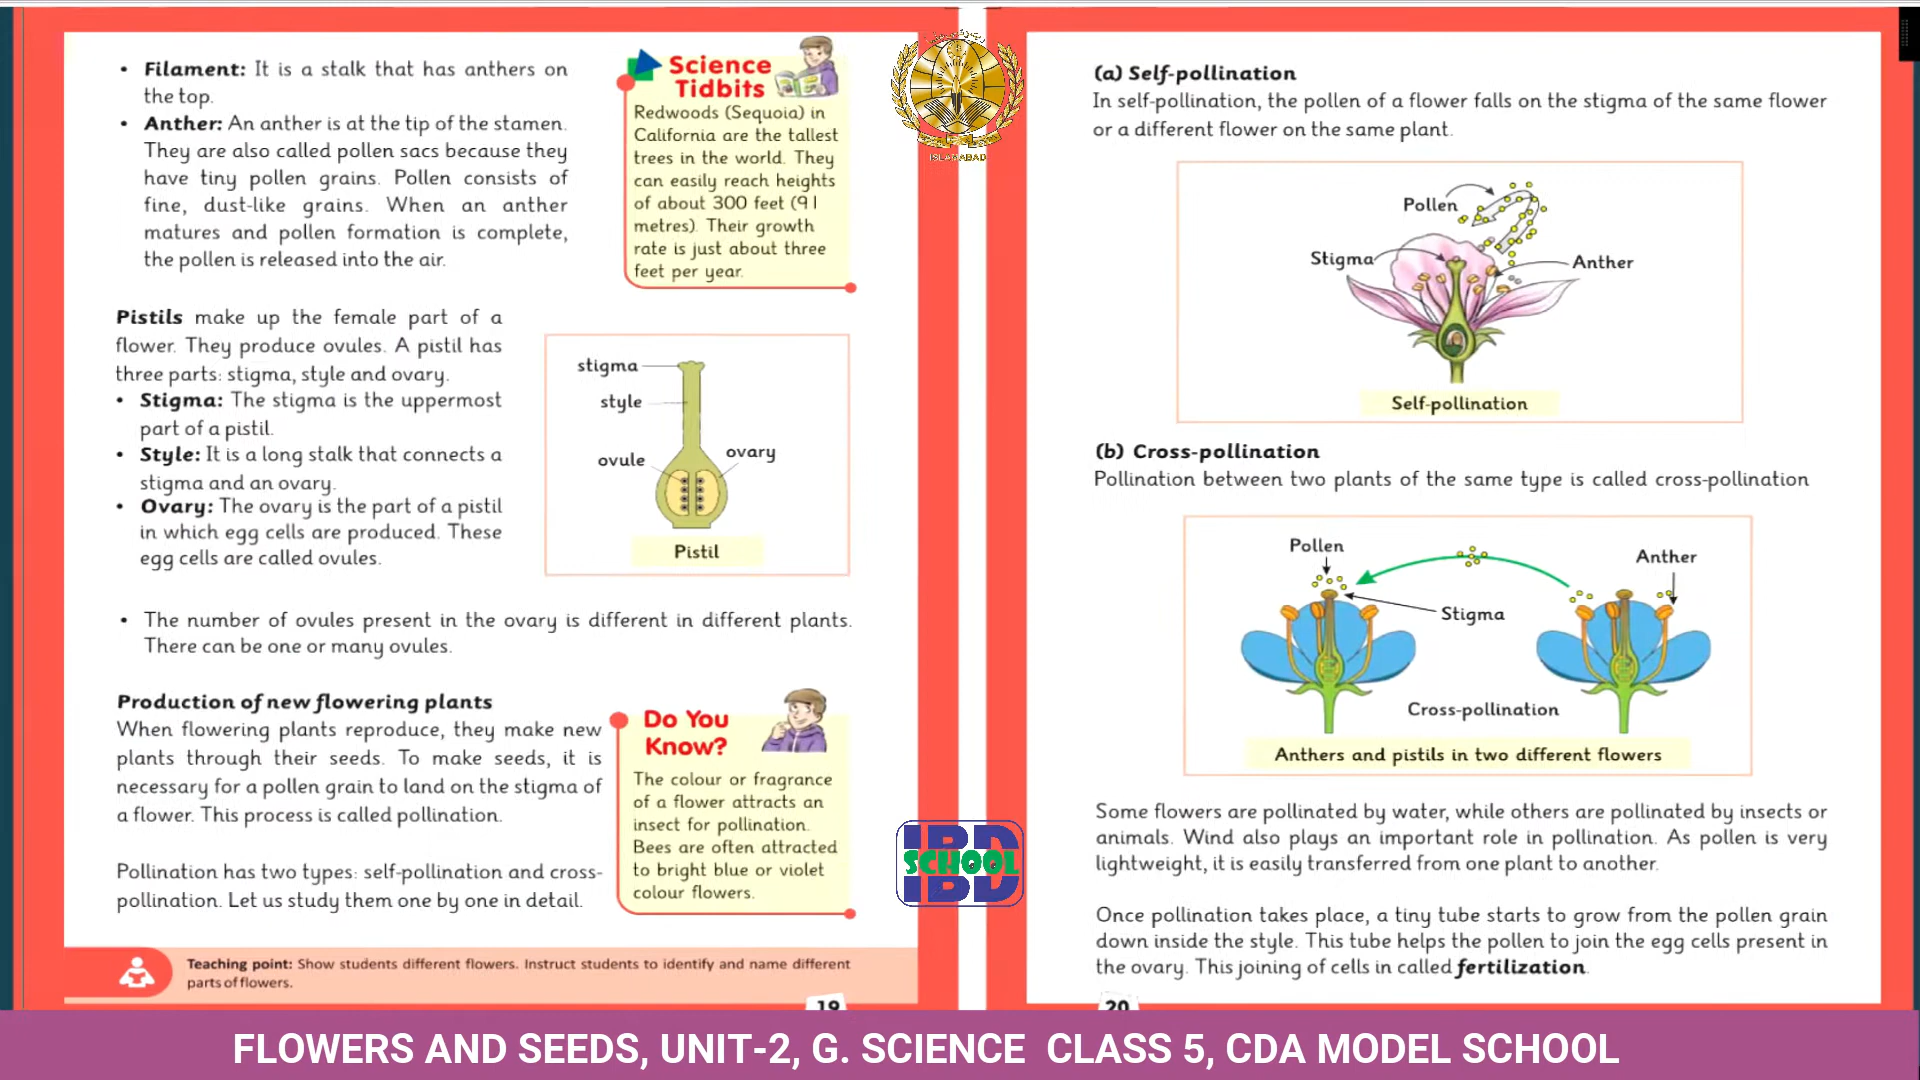 • Filament: It is a stalk that has anthers on
the top.
• Anther: An anther is at the tip of the stamen.
They are also called pollen sacs because they
have tiny pollen grains. Pollen consists of
fine, dust-like grains. When an anther
matures and pollen formation is complete,
the pollen is released into the air.
Science
Tidbits
Redwoods (Sequoia) in
California are the tallest
trees in the world. They
can easily reach heights
of about 300 feet (91
metres). Their growth
rate is just about three
feet per year.
Pistils make up the female part of a
flower. They produce ovules. A pistil has
three parts: stigma, style and ovary.
• Stigma: The stigma is the uppermost
part of a pistil.
• Style: It is a long stalk that connects a
stigma and an ovary.
• Ovary: The ovary is the part of a pistil
in which egg cells are produced. These
egg cells are called ovules.
stigma
style
ovule
ovary
Pistil
• The number of ovules present in the ovary is different in different plants.
There can be one or many ovules.
Production of new flowering plants
When flowering plants reproduce, they make new
plants through their seeds. To make seeds, it is
necessary for a pollen grain to land on the stigma of
a flower. This process is called pollination.
Pollination has two types: self-pollination and cross-
pollination. Let us study them one by one in detail.
Do You
Know?
The colour or fragrance
of a flower attracts an
insect for pollination.
Bees are often attracted
to bright blue or violet
colour flowers.
Teaching point: Show students different flowers. Instruct students to identify and name different
parts of flowers.
19
ISLAMABAD
IBD
SCHOOL
IBD
(a) Self-pollination
In self-pollination, the pollen of a flower falls on the stigma of the same flower
or a different flower on the same plant.
Pollen
Stigma
Anther
Self-pollination
(b) Cross-pollination
Pollination between two plants of the same type is called cross-pollination
Pollen
Anther
Stigma
Cross-pollination
Anthers and pistils in two different flowers
Some flowers are pollinated by water, while others are pollinated by insects or
animals. Wind also plays an important role in pollination. As pollen is very
lightweight, it is easily transferred from one plant to another.
Once pollination takes place, a tiny tube starts to grow from the pollen grain
down inside the style. This tube helps the pollen to join the egg cells present in
the ovary. This joining of cells in called fertilization.
20
FLOWERS AND SEEDS, UNIT-2, G. SCIENCE CLASS 5, CDA MODEL SCHOOL